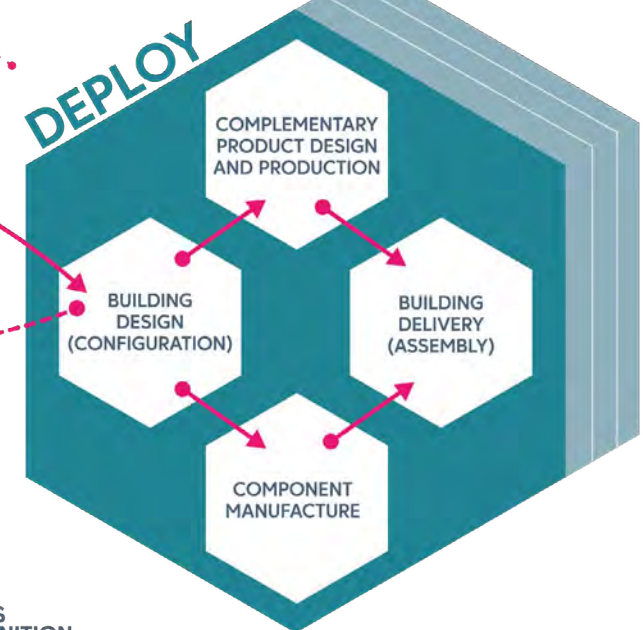 DEPLOY
COMPLEMENTARY
PRODUCT DESIGN
AND PRODUCTION
BUILDING
DESIGN
(CONFIGURATION)
BUILDING
DELIVERY
(ASSEMBLY)
COMPONENT
MANUFACTURE